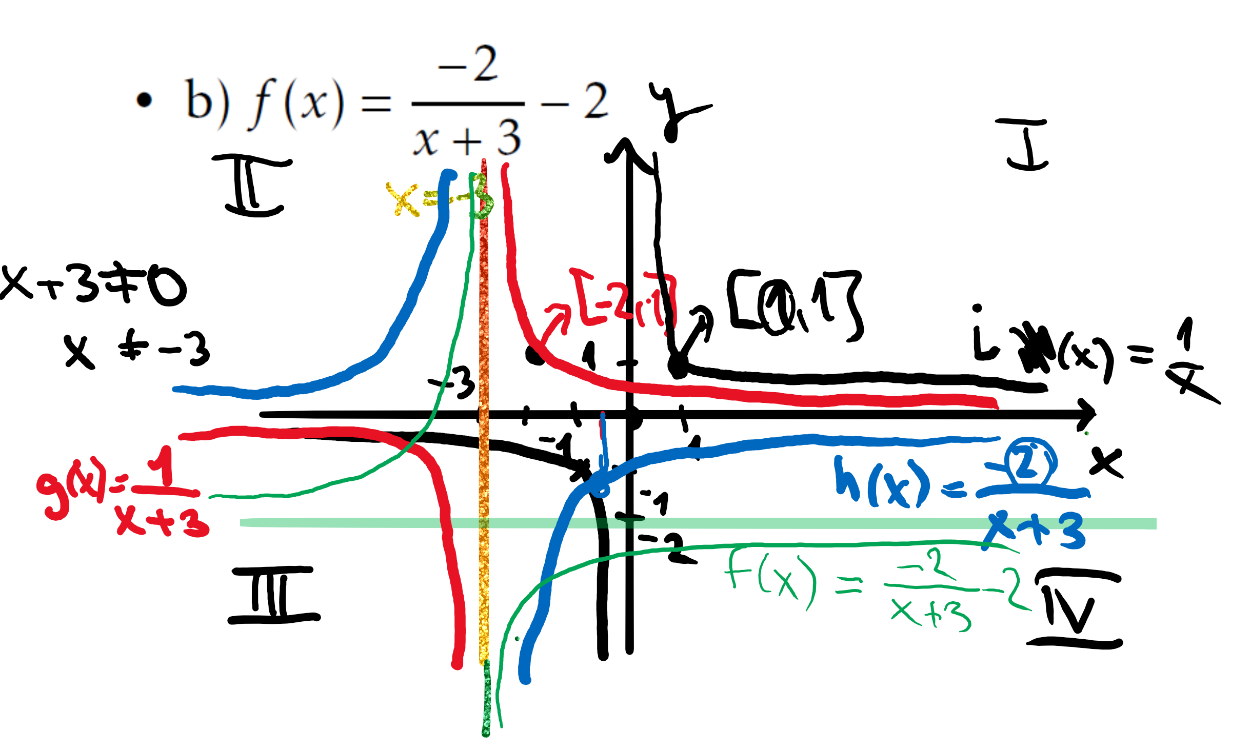 • b) f(x) = −2/(x + 3) − 2
y
I
II
x = -3
x+3≠0
x ≠ -3
[-2,1]
[1,1]
i (x) = 1/x
1
-3
-1
1
x
g(x)=1/(x+3)
h(x) = -2/(x+3)
-1
-2
f(x) = -2/(x+3) -2
III
IV